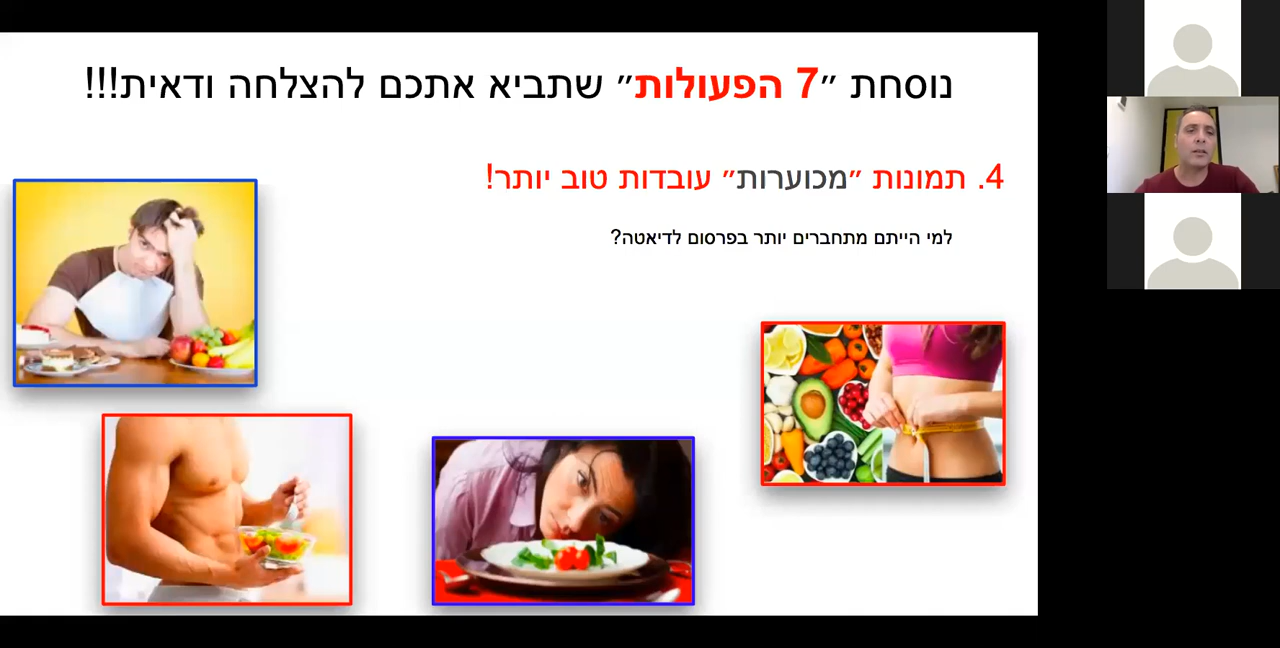 נוסחת ״7 הפעולות״ שתביא אתכם להצלחה ודאית!!!
4. תמונות ״מכוערות״ עובדות טוב יותר!
למי הייתם מתחברים יותר בפרסום לדיאטה?